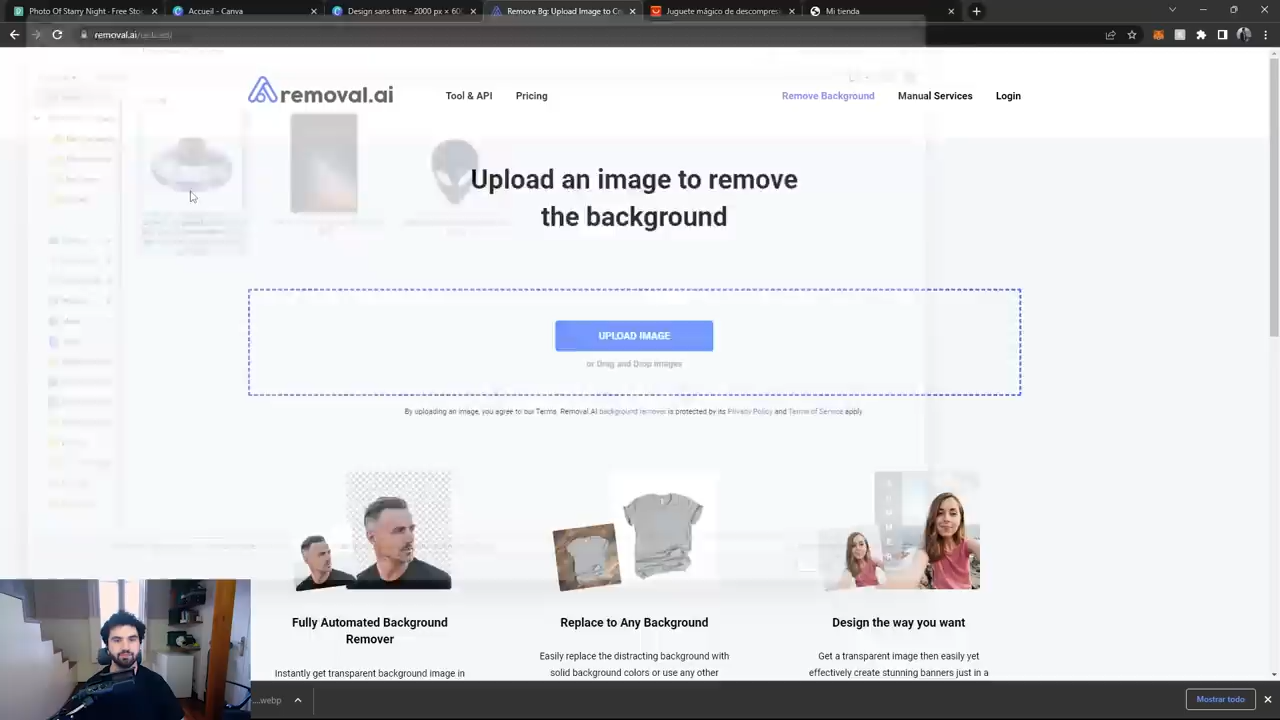 Photo Of Starry Night - Free Sto
Accueil - Canva
Design sans titre - 2000 px × 60
Remove Bg: Upload Image to Cr
Juguete mágico de descompres
Mi tienda
removal.ai/upload/
removal.ai
Tool & API
Pricing
Remove Background
Manual Services
Login
Upload an image to remove
the background
UPLOAD IMAGE
or Drag and Drop images
By uploading an image, you agree to our Terms. Removal.AI background remover is protected by its Privacy Policy and Terms of Service apply
SUMMER
Fully Automated Background
Remover
Replace to Any Background
Design the way you want
Instantly get transparent background image in
Easily replace the distracting background with
solid background colors or use any other
Get a transparent image then easily yet
effectively create stunning banners just in a
....webp
Mostrar todo